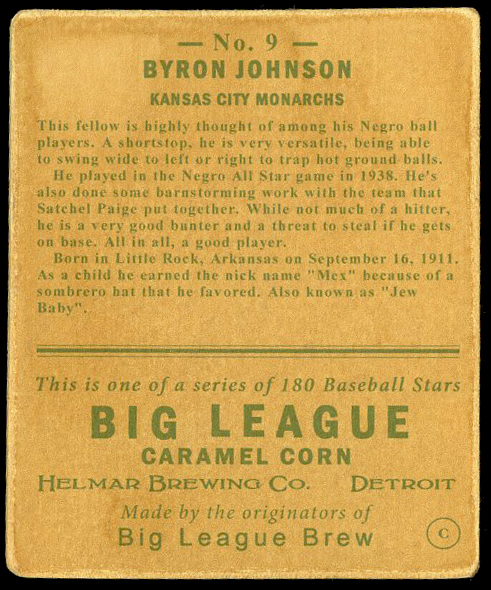 — No. 9 —
BYRON JOHNSON
KANSAS CITY MONARCHS
This fellow is highly thought of among his Negro ball
players. A shortstop, he is very versatile, being able
to swing wide to left or right to trap hot ground balls.
He played in the Negro All Star game in 1938. He's
also done some barnstorming work with the team that
Satchel Paige put together. While not much of a hitter,
he is a very good bunter and a threat to steal if he gets
on base. All in all, a good player.
Born in Little Rock, Arkansas on September 16, 1911.
As a child he earned the nick name "Mex" because of a
sombrero hat that he favored. Also known as "Jew
Baby".
This is one of a series of 180 Baseball Stars
BIG LEAGUE
CARAMEL CORN
HELMAR BREWING CO. DETROIT
Made by the originators of
Big League Brew
C